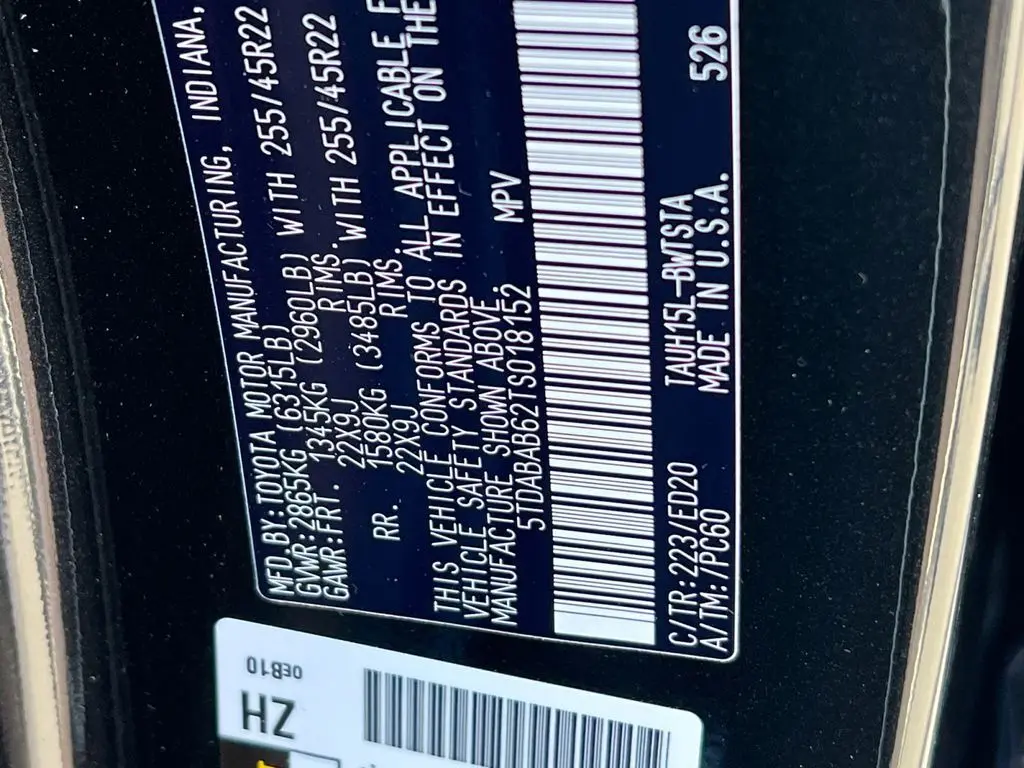 MFD.BY:TOYOTA MOTOR MANUFACTURING, INDIANA,
GVWR:2865KG (6315LB)
GAWR:FRT. 1345KG (2960LB) WITH 255/45R22
22X9J RIMS.
RR. 1580KG (3485LB) WITH 255/45R22
22X9J RIMS.
THIS VEHICLE CONFORMS TO ALL APPLICABLE
VEHICLE SAFETY STANDARDS IN EFFECT ON THE
MANUFACTURE SHOWN ABOVE.
5TDABAB62TS018152 MPV
C/TR:223/ED20 TAUH15L-BWTSTA 526
A/TM:/PC60 MADE IN U.S.A.
0EB10
ZH